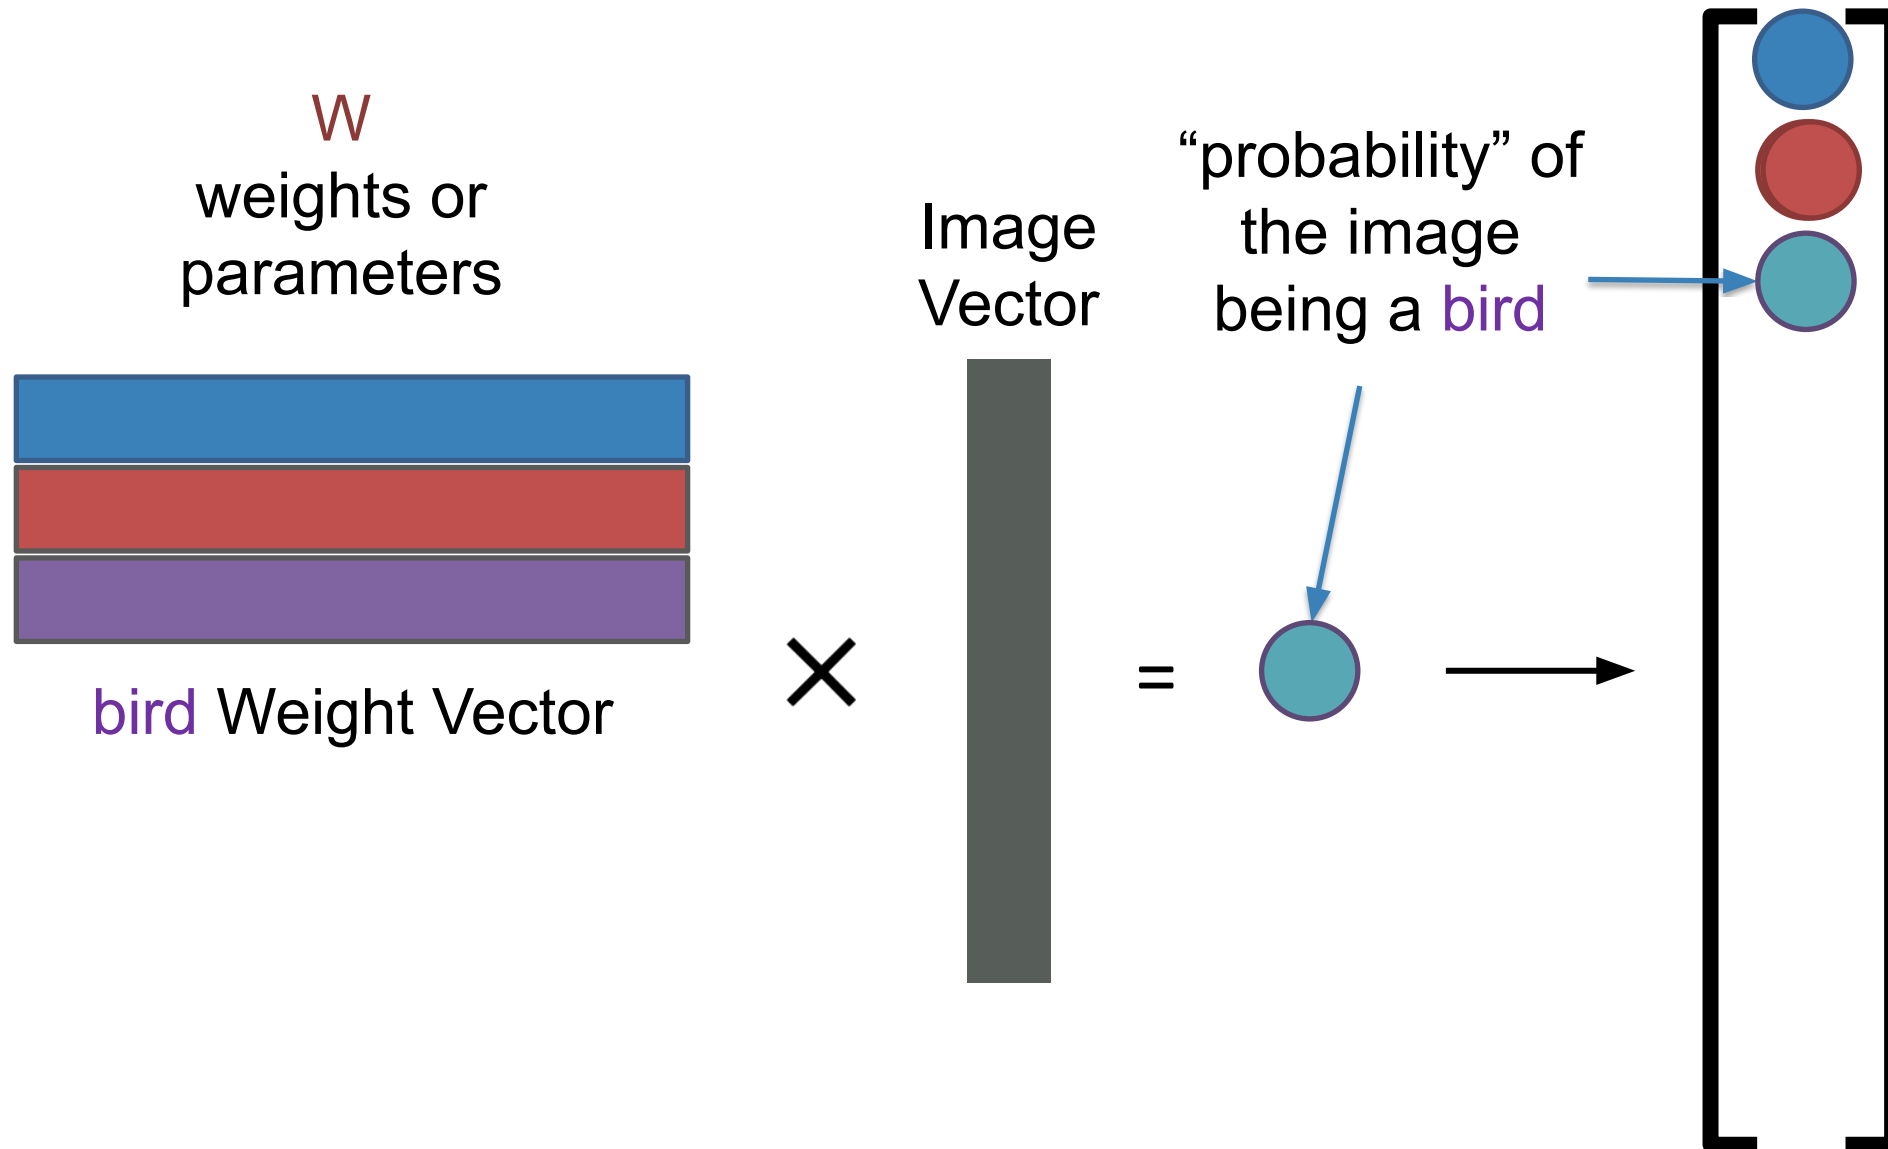 W
weights or
parameters
bird Weight Vector
×
Image
Vector
=
“probability” of
the image
being a bird